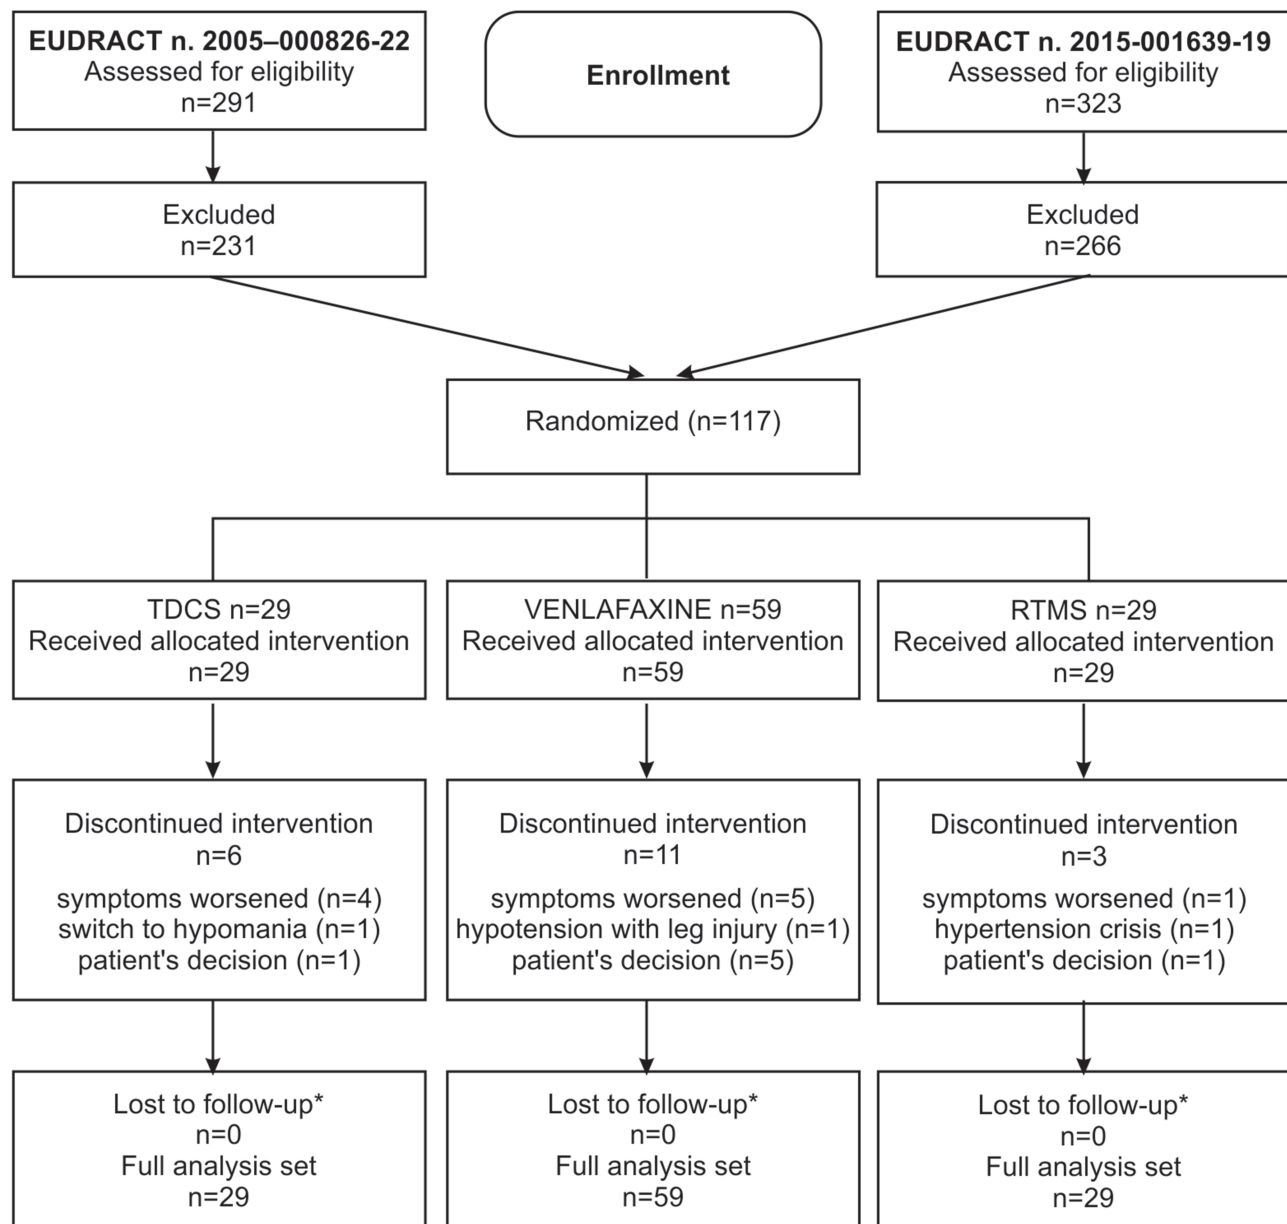 EUDRACT n. 2005–000826-22
Assessed for eligibility
n=291
Enrollment
EUDRACT n. 2015-001639-19
Assessed for eligibility
n=323
Excluded
n=231
Excluded
n=266
Randomized (n=117)
TDCS n=29
Received allocated intervention
n=29
VENLAFAXINE n=59
Received allocated intervention
n=59
RTMS n=29
Received allocated intervention
n=29
Discontinued intervention
n=6
symptoms worsened (n=4)
switch to hypomania (n=1)
patient's decision (n=1)
Discontinued intervention
n=11
symptoms worsened (n=5)
hypotension with leg injury (n=1)
patient's decision (n=5)
Discontinued intervention
n=3
symptoms worsened (n=1)
hypertension crisis (n=1)
patient's decision (n=1)
Lost to follow-up*
n=0
Full analysis set
n=29
Lost to follow-up*
n=0
Full analysis set
n=59
Lost to follow-up*
n=0
Full analysis set
n=29